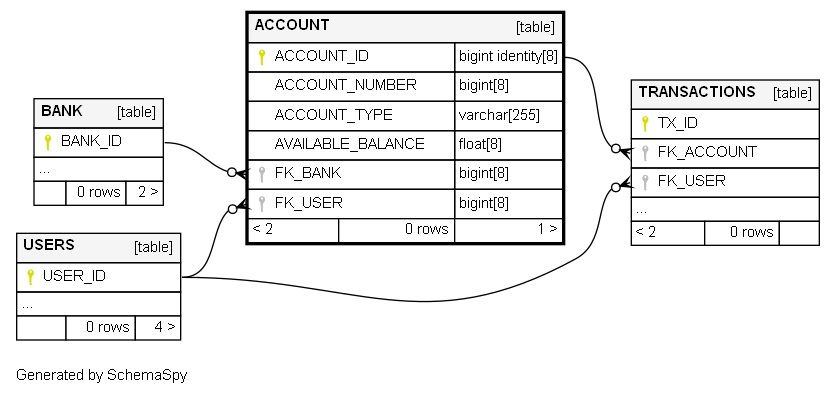 ACCOUNT [table]
ACCOUNT_ID bigint identity[8]
ACCOUNT_NUMBER bigint[8]
ACCOUNT_TYPE varchar[255]
AVAILABLE_BALANCE float[8]
FK_BANK bigint[8]
FK_USER bigint[8]
< 2 0 rows 1 >
BANK [table]
BANK_ID
...
0 rows 2 >
USERS [table]
USER_ID
...
0 rows 4 >
TRANSACTIONS [table]
TX_ID
FK_ACCOUNT
FK_USER
...
< 2 0 rows
Generated by SchemaSpy